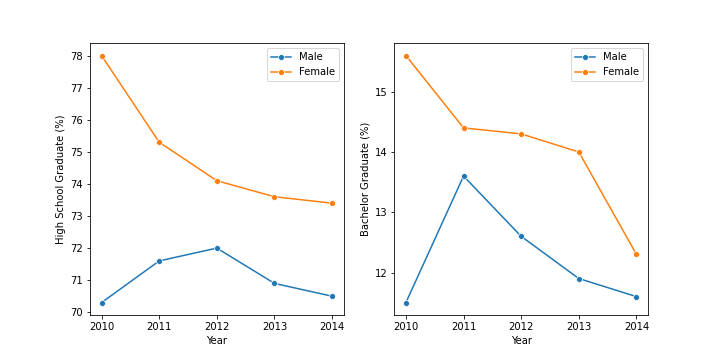 Male
Female
High School Graduate (%)
78
77
76
75
74
73
72
71
70
2010 2011 2012 2013 2014
Year
Male
Female
Bachelor Graduate (%)
15
14
13
12
2010 2011 2012 2013 2014
Year